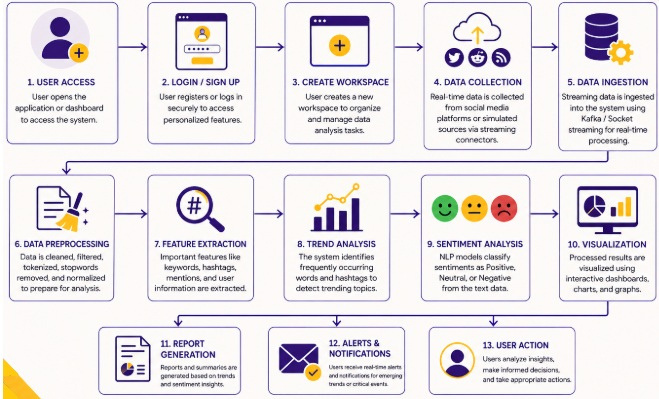 1. USER ACCESS
User opens the
application or dashboard
to access the system.
2. LOGIN / SIGN UP
User registers or logs in
securely to access
personalized features.
3. CREATE WORKSPACE
User creates a new
workspace to organize
and manage data
analysis tasks.
4. DATA COLLECTION
Real-time data is collected
from social media
platforms or simulated
sources via streaming
connectors.
5. DATA INGESTION
Streaming data is ingested
into the system using
Kafka / Socket
streaming for real-time
processing.
#
6. DATA PREPROCESSING
Data is cleaned, filtered,
tokenized, stopwords
removed, and normalized
to prepare for analysis.
7. FEATURE EXTRACTION
Important features like
keywords, hashtags,
mentions, and user
information are extracted.
8. TREND ANALYSIS
The system identifies
frequently occurring
words and hashtags to
detect trending topics.
9. SENTIMENT ANALYSIS
NLP models classify
sentiments as Positive,
Neutral, or Negative
from the text data.
10. VISUALIZATION
Processed results are
visualized using
interactive dashboards,
charts, and graphs.
11. REPORT
GENERATION
Reports and summaries are
generated based on trends
and sentiment insights.
12. ALERTS &
NOTIFICATIONS
Users receive real-time alerts
and notifications for emerging
trends or critical events.
13. USER ACTION
Users analyze insights,
make informed decisions,
and take appropriate actions.